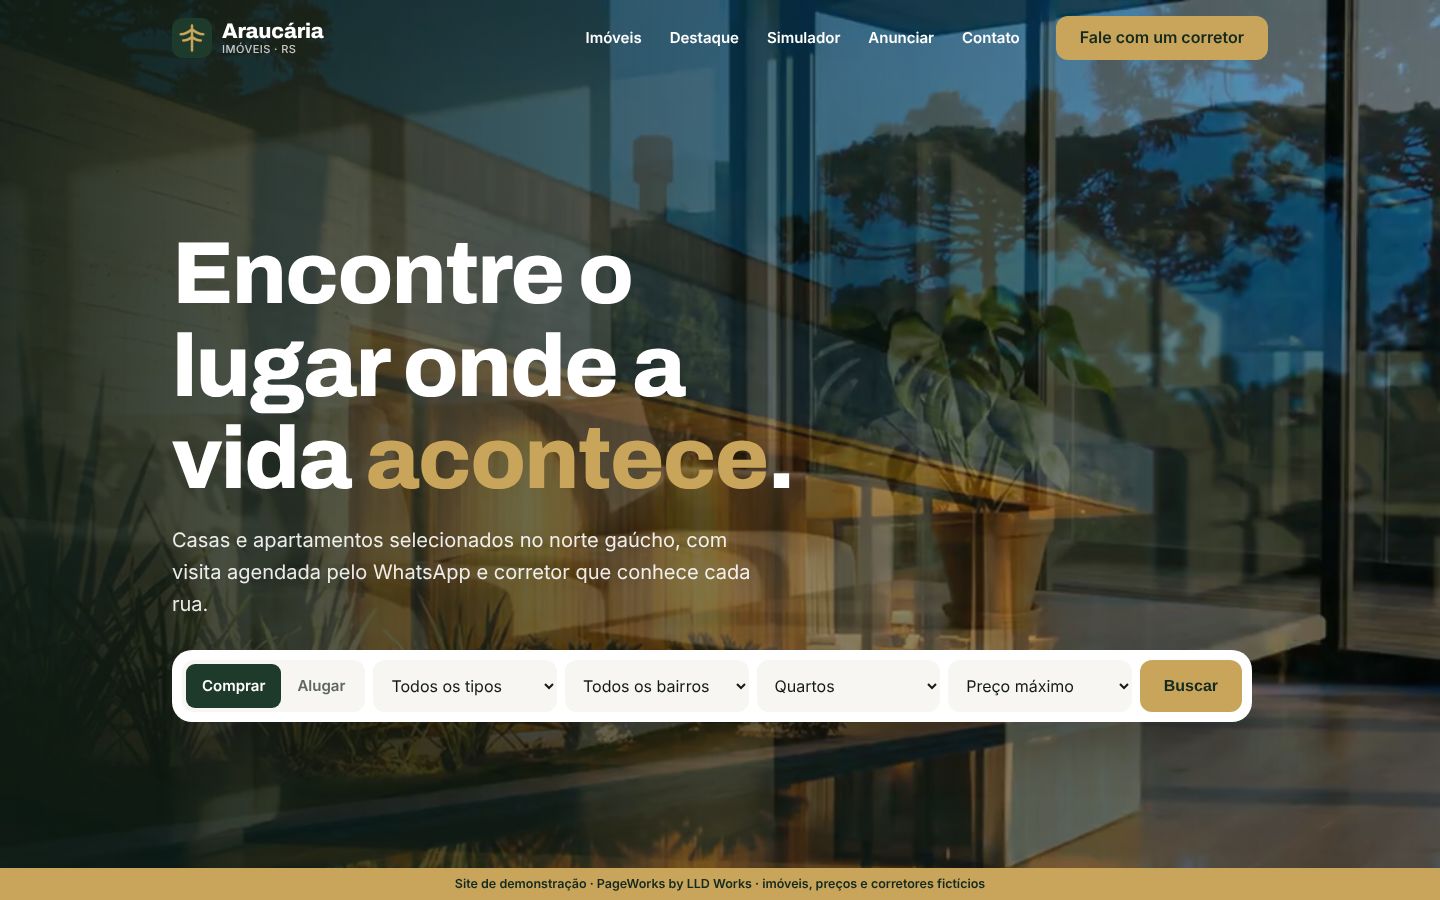 Araucária
IMÓVEIS · RS
Imóveis
Destaque
Simulador
Anunciar
Contato
Fale com um corretor
Encontre o
lugar onde a
vida acontece.
Casas e apartamentos selecionados no norte gaúcho, com
visita agendada pelo WhatsApp e corretor que conhece cada
rua.
Comprar
Alugar
Todos os tipos
Todos os bairros
Quartos
Preço máximo
Buscar
Site de demonstração · PageWorks by LLD Works · imóveis, preços e corretores fictícios